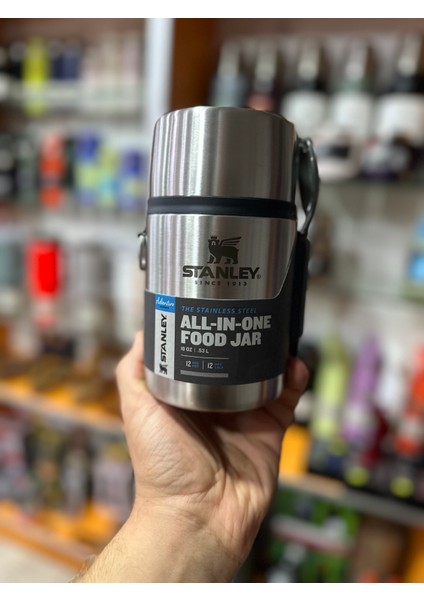 STANLEY®
SINCE 1913
Adventure
STANLEY
THE STAINLESS STEEL
ALL-IN-ONE
FOOD JAR
18 OZ | .53 L
12
12